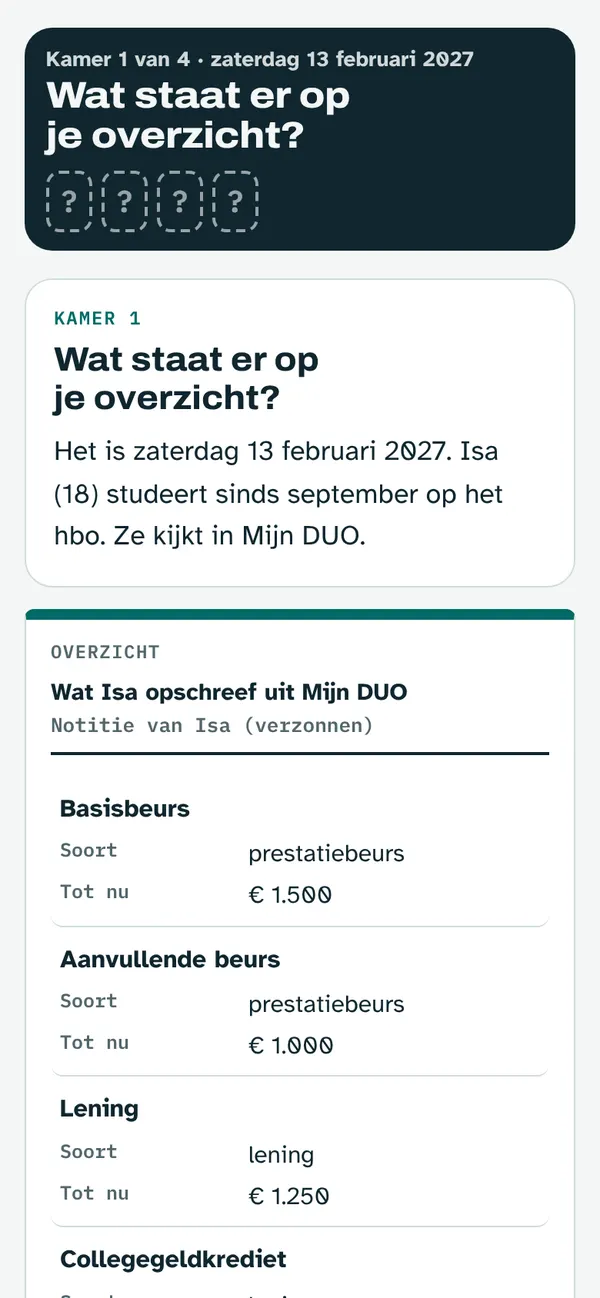 Kamer 1 van 4 · zaterdag 13 februari 2027
Wat staat er op
je overzicht?
? ? ? ?
KAMER 1
Wat staat er op
je overzicht?
Het is zaterdag 13 februari 2027. Isa
(18) studeert sinds september op het
hbo. Ze kijkt in Mijn DUO.
OVERZICHT
Wat Isa opschreef uit Mijn DUO
Notitie van Isa (verzonnen)
Basisbeurs
Soort prestatiebeurs
Tot nu € 1.500
Aanvullende beurs
Soort prestatiebeurs
Tot nu € 1.000
Lening
Soort lening
Tot nu € 1.250
Collegegeldkrediet